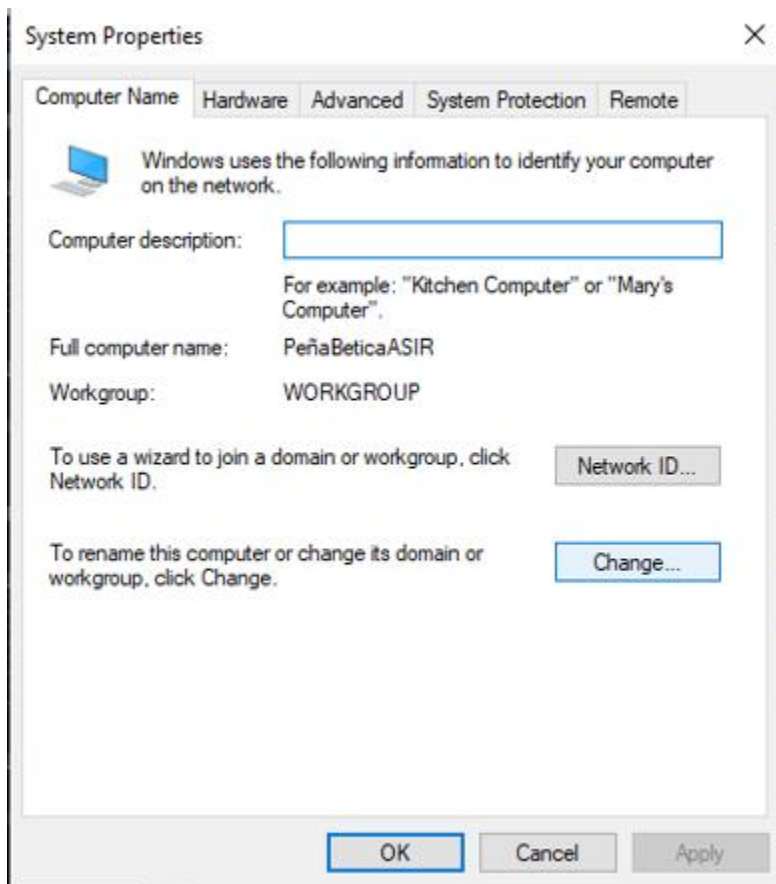 System Properties
Computer Name Hardware Advanced System Protection Remote
Windows uses the following information to identify your computer
on the network.
Computer description:
For example: "Kitchen Computer" or "Mary's
Computer".
Full computer name: PeñaBeticaASIR
Workgroup: WORKGROUP
To use a wizard to join a domain or workgroup, click
Network ID.
Network ID...
To rename this computer or change its domain or
workgroup, click Change.
Change...
OK Cancel Apply